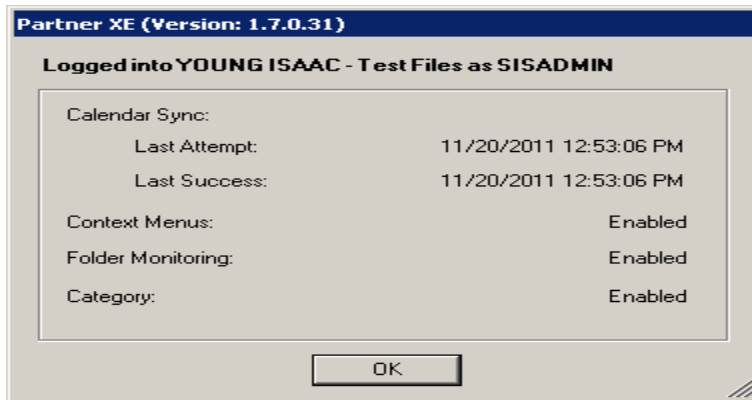 Partner XE (Version: 1.7.0.31)
Logged into YOUNG ISAAC - Test Files as SISADMIN
Calendar Sync:
Last Attempt: 11/20/2011 12:53:06 PM
Last Success: 11/20/2011 12:53:06 PM
Context Menus: Enabled
Folder Monitoring: Enabled
Category: Enabled
OK